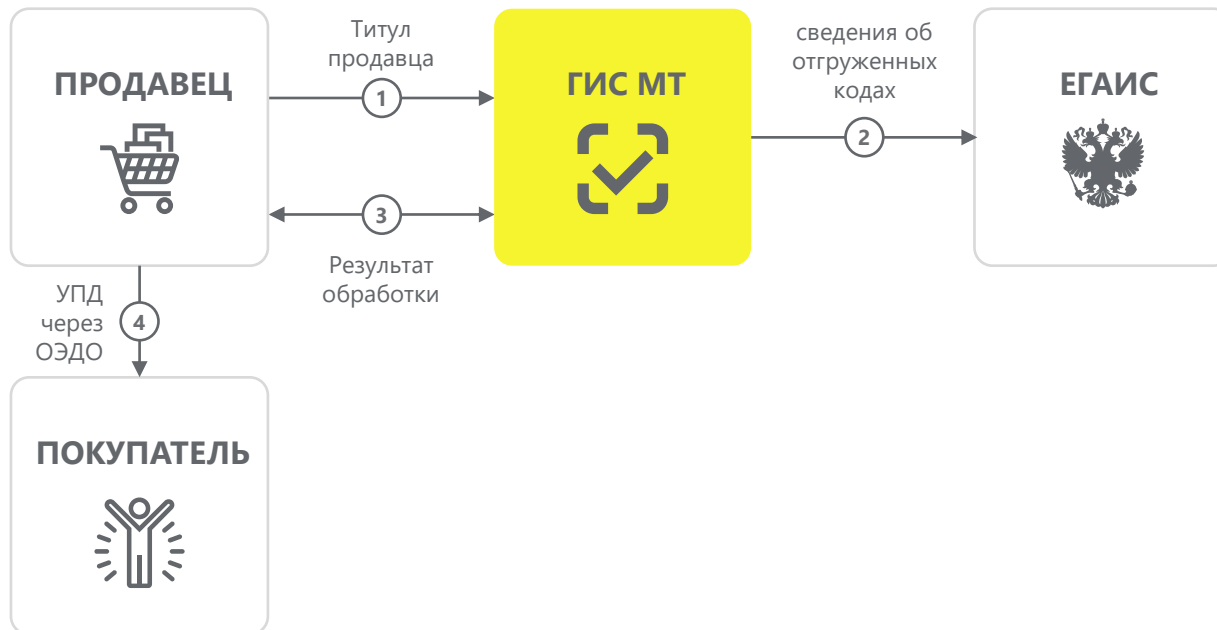 Титул
продавца
сведения об
отгруженных
кодах
ПРОДАВЕЦ
1
ГИС МТ
2
ЕГАИС
3
Результат
обработки
УПД
через
ОЭДО
4
ПОКУПАТЕЛЬ